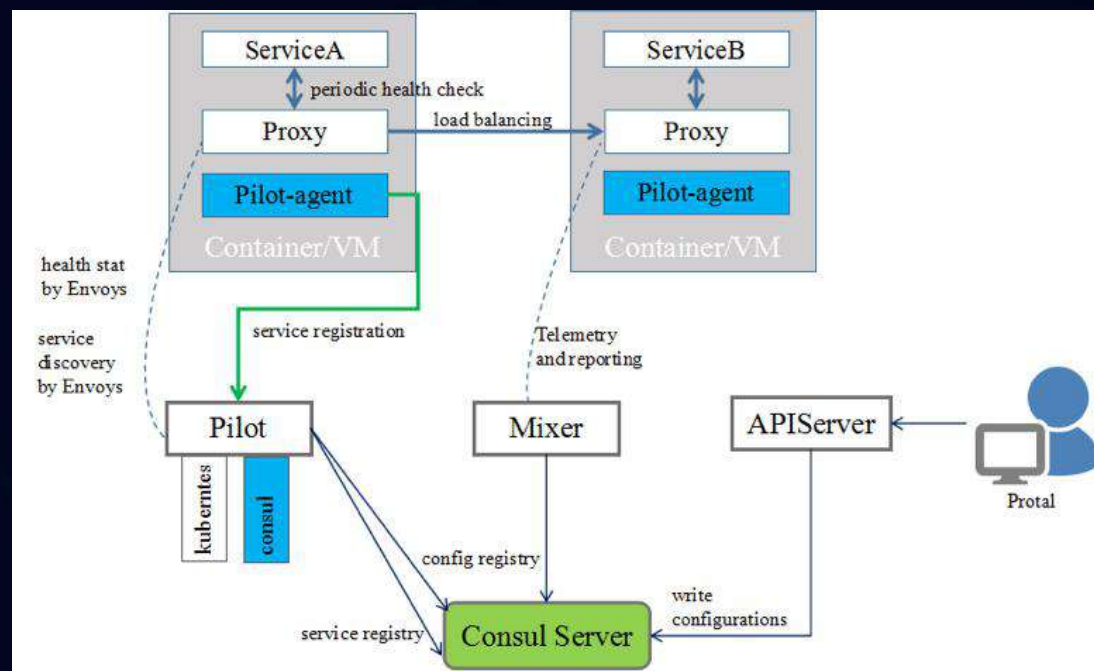 ServiceA
ServiceB
periodic health check
load balancing
Proxy
Proxy
Pilot-agent
Pilot-agent
Container/VM
Container/VM
health stat
by Envoys
service registration
service
discovery
by Envoys
Telemetry
and reporting
Pilot
Mixer
APIServer
kuberntes
consul
Protal
config registry
write
configurations
service registry
Consul Server